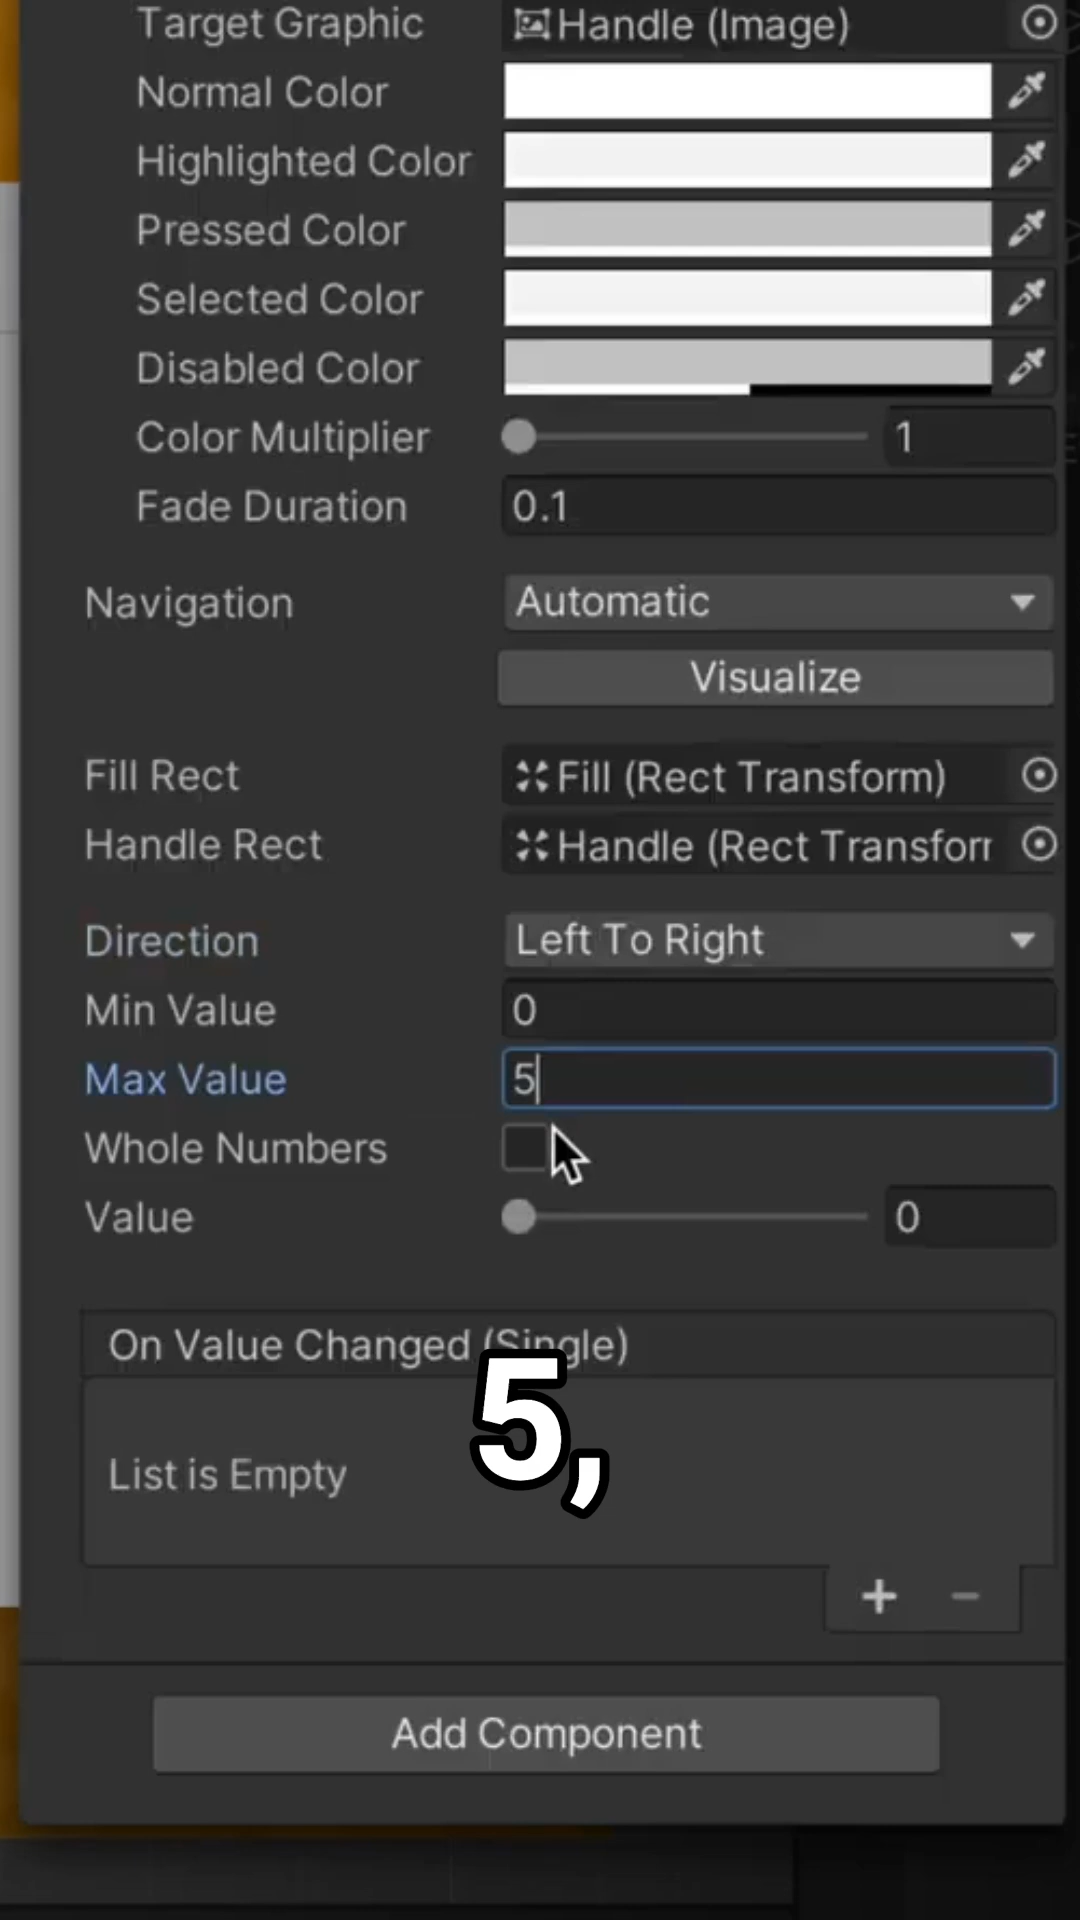 Target Graphic Handle (Image)
Normal Color
Highlighted Color
Pressed Color
Selected Color
Disabled Color
Color Multiplier 1
Fade Duration 0.1
Navigation Automatic
Visualize
Fill Rect Fill (Rect Transform)
Handle Rect Handle (Rect Transforr
Direction Left To Right
Min Value 0
Max Value 5
Whole Numbers
Value 0
On Value Changed (Single)
5,
List is Empty
+ −
Add Component